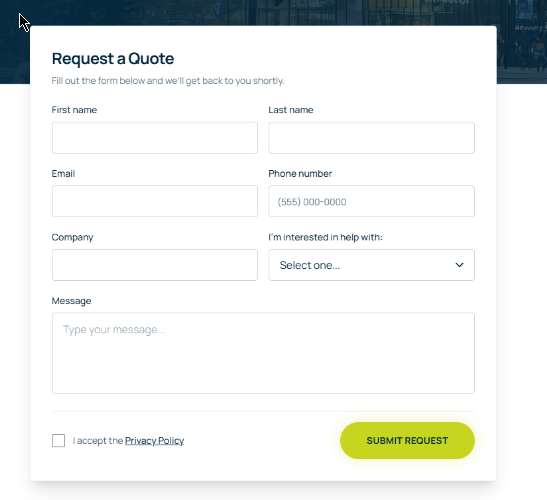 Request a Quote
Fill out the form below and we'll get back to you shortly.
First name
Last name
Email
Phone number
(555) 000-0000
Company
I'm interested in help with:
Select one...
Message
Type your message...
I accept the Privacy Policy
SUBMIT REQUEST